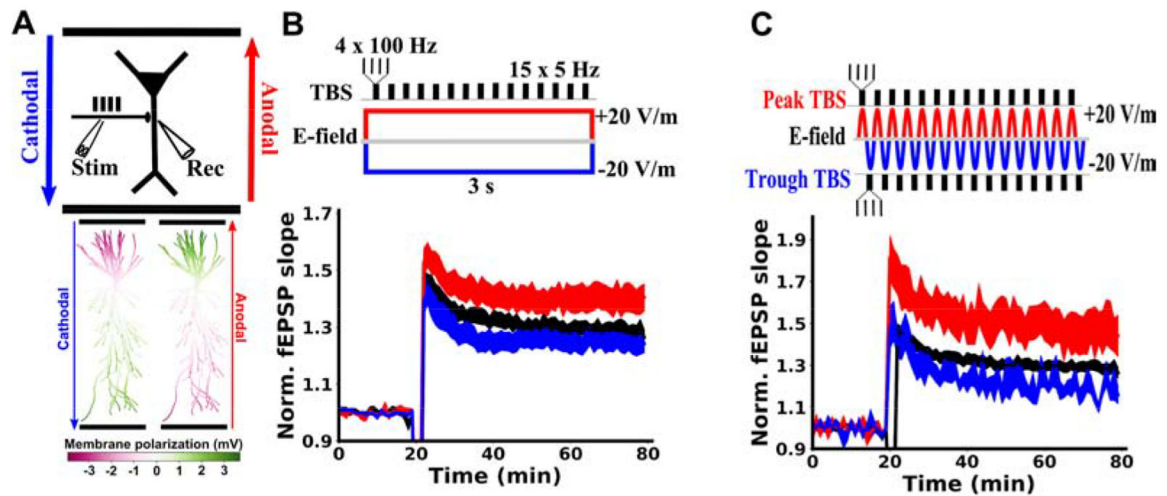 A
Cathodal
Anodal
Stim
Rec
Cathodal
Anodal
Membrane polarization (mV)
-3 -2 -1 0 1 2 3
B
4 x 100 Hz
15 x 5 Hz
TBS
+20 V/m
E-field
-20 V/m
3 s
Norm. fEPSP slope
1.7
1.5
1.3
1.1
0.9
0 20 40 60 80
Time (min)
C
Peak TBS
+20 V/m
E-field
-20 V/m
Trough TBS
Norm. fEPSP slope
1.9
1.7
1.5
1.3
1.1
0.9
0 20 40 60 80
Time (min)